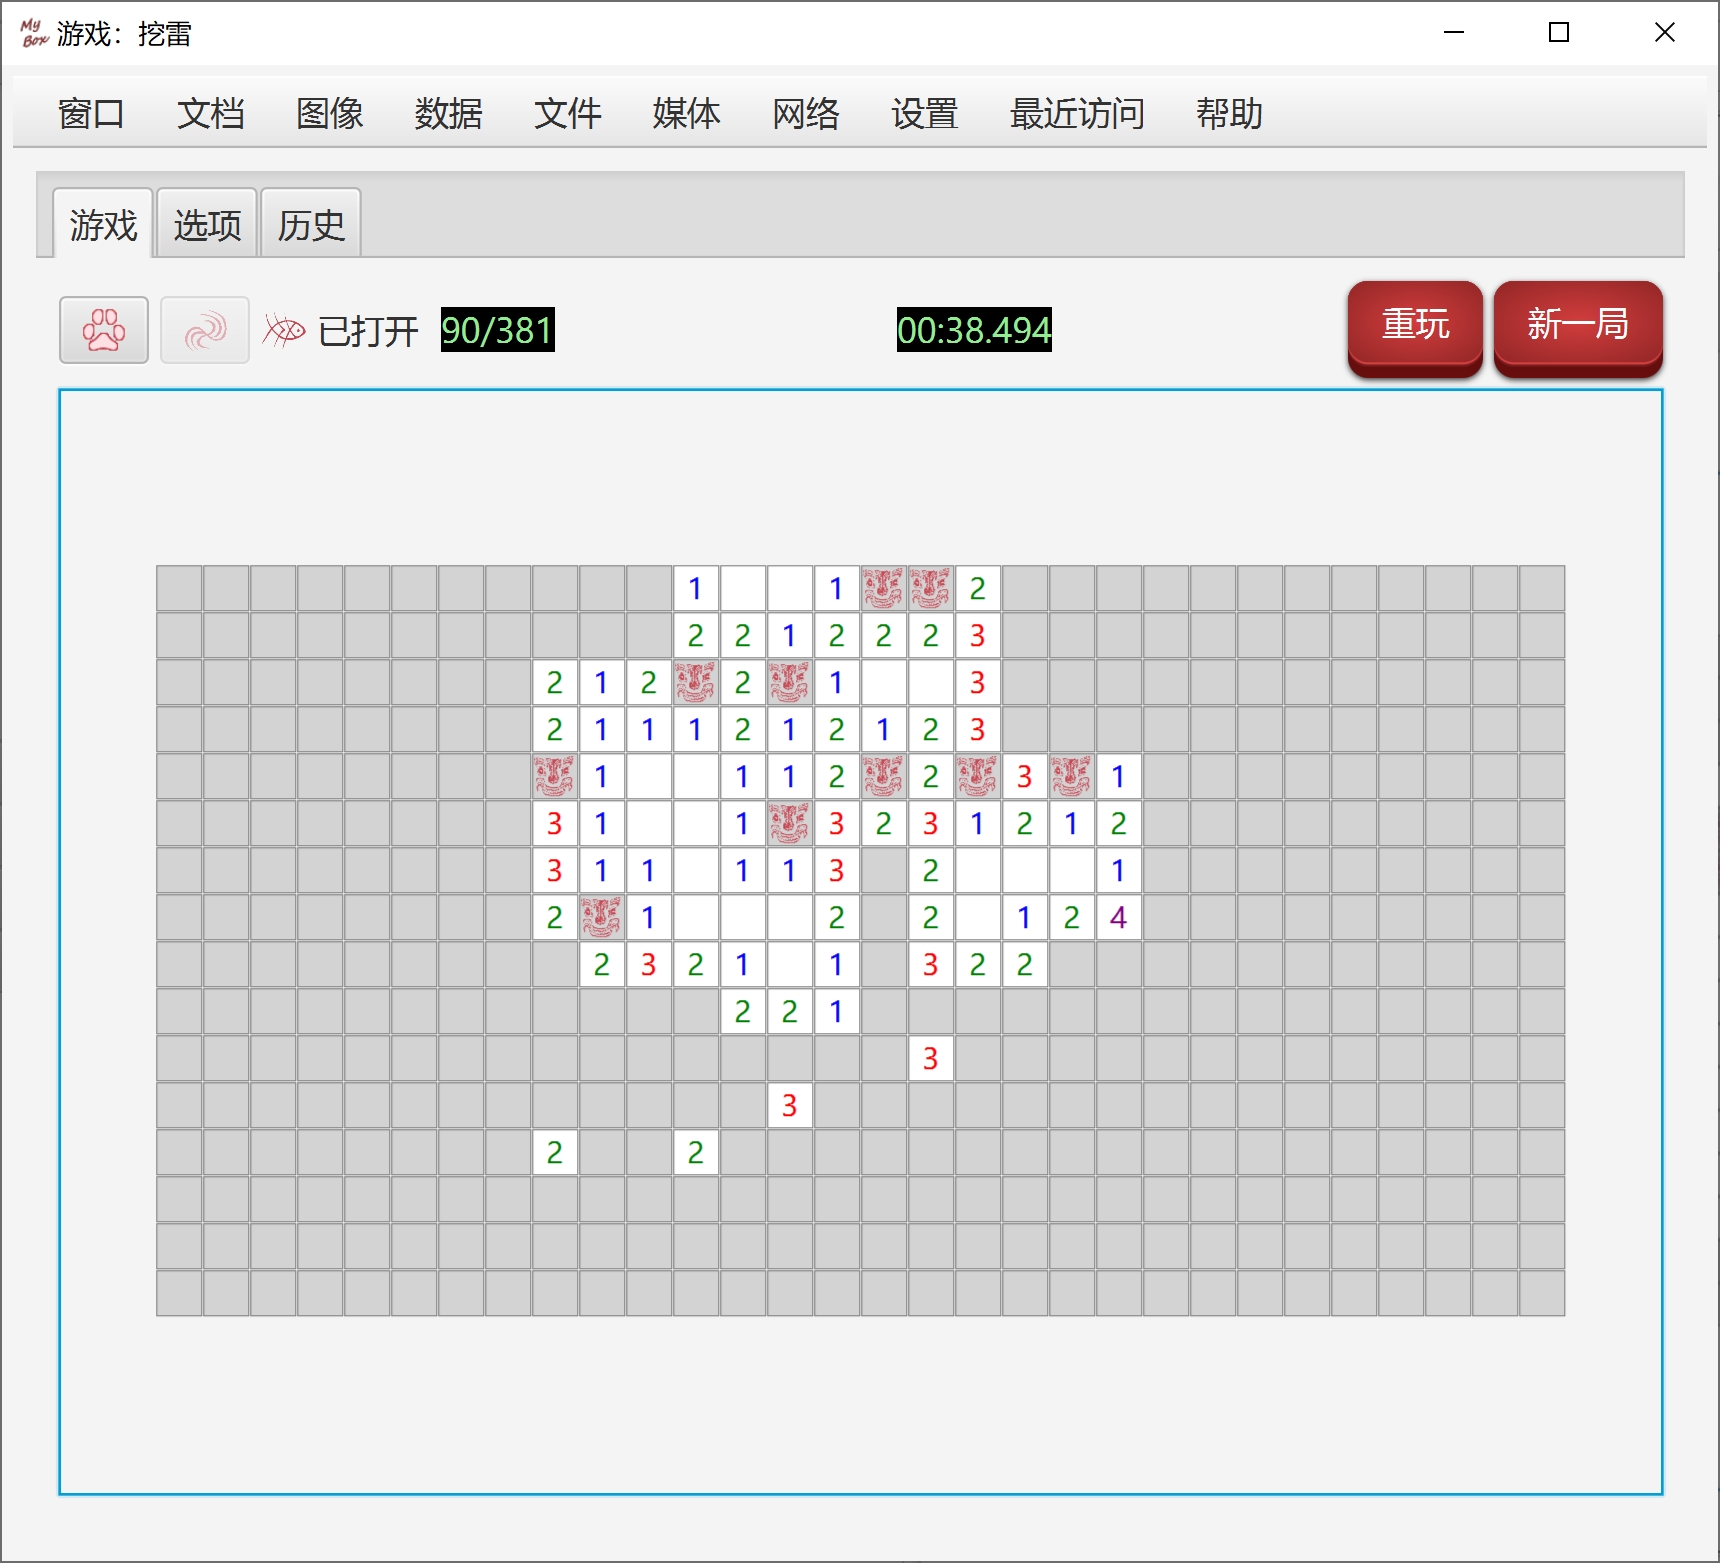 My Box 游戏：挖雷
窗口 文档 图像 数据 文件 媒体 网络 设置 最近访问 帮助
游戏 选项 历史
已打开 90/381 00:38.494 重玩 新一局
1 1 2
2 2 1 2 2 2 3
2 1 2 2 1 3
2 1 1 1 2 1 2 1 2 3
1 1 1 2 2 3 1
3 1 1 3 2 3 1 2 1 2
3 1 1 1 1 3 2 1
2 1 2 2 1 2 4
2 3 2 1 1 3 2 2
2 2 1
3
3
2 2